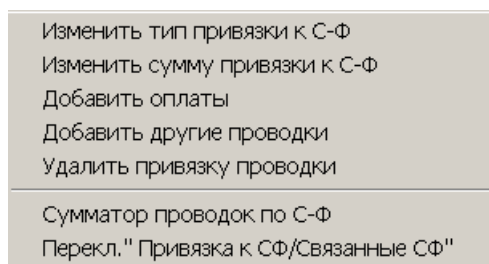 Изменить тип привязки к С-Ф
Изменить сумму привязки к С-Ф
Добавить оплаты
Добавить другие проводки
Удалить привязку проводки
Сумматор проводок по С-Ф
Перекл." Привязка к СФ/Связанные СФ"